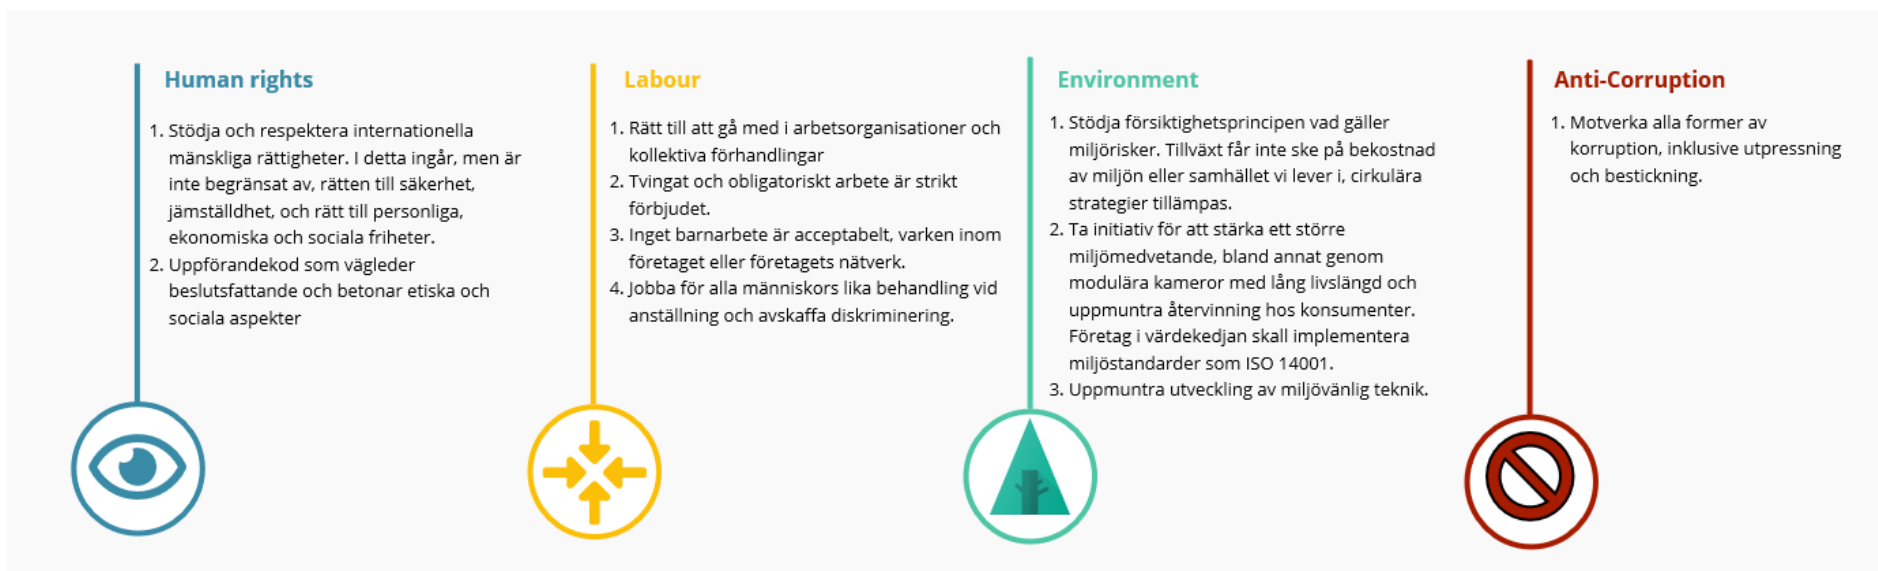 Human rights
1. Stödja och respektera internationella
mänskliga rättigheter. I detta ingår, men är
inte begränsat av, rätten till säkerhet,
jämställdhet, och rätt till personliga,
ekonomiska och sociala friheter.
2. Uppförandekod som vägleder
beslutsfattande och betonar etiska och
sociala aspekter
Labour
1. Rätt till att gå med i arbetsorganisationer och
kollektiva förhandlingar
2. Tvingat och obligatoriskt arbete är strikt
förbjudet.
3. Inget barnarbete är acceptabelt, varken inom
företaget eller företagets nätverk.
4. Jobba för alla människors lika behandling vid
anställning och avskaffa diskriminering.
Environment
1. Stödja försiktighetsprincipen vad gäller
miljörisker. Tillväxt får inte ske på bekostnad
av miljön eller samhället vi lever i, cirkulära
strategier tillämpas.
2. Ta initiativ för att stärka ett större
miljömedvetande, bland annat genom
modulära kameror med lång livslängd och
uppmuntra återvinning hos konsumenter.
Företag i värdekedjan skall implementera
miljöstandarder som ISO 14001.
3. Uppmuntra utveckling av miljövänlig teknik.
Anti-Corruption
1. Motverka alla former av
korruption, inklusive utpressning
och bestickning.